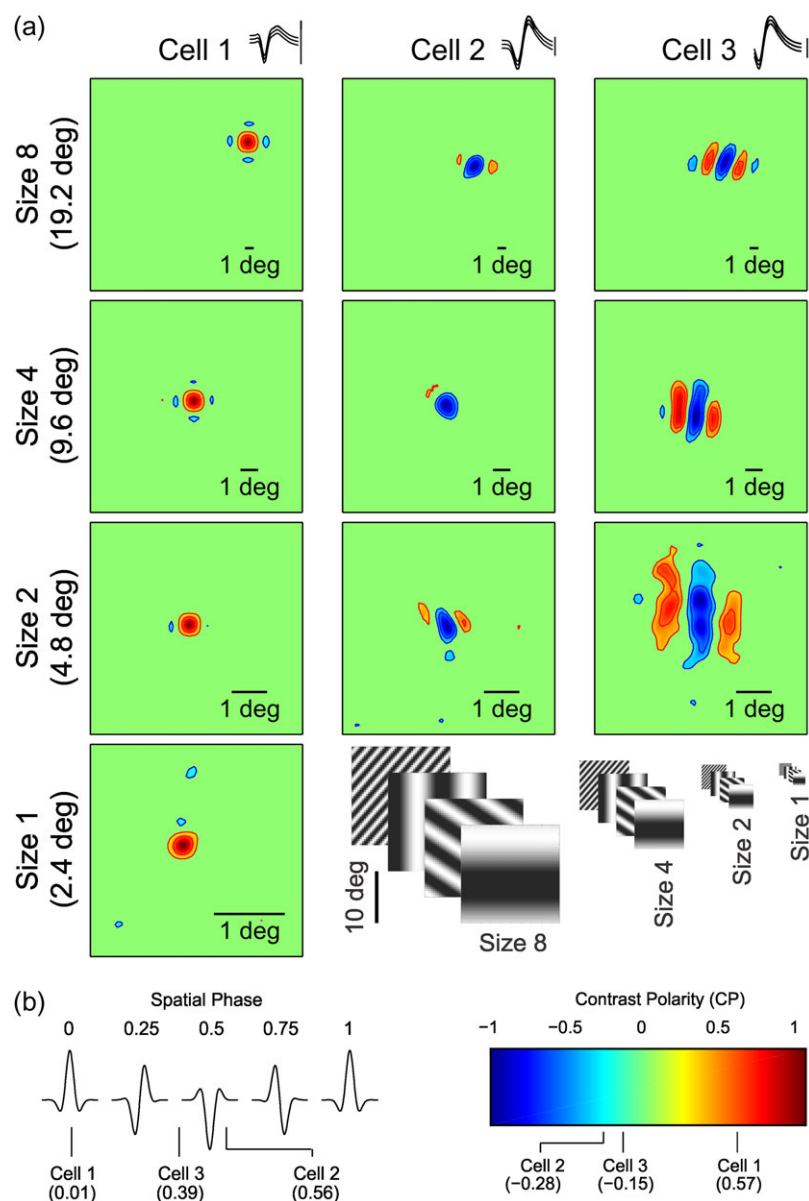 (a)
Cell 1
Cell 2
Cell 3
Size 8
(19.2 deg)
1 deg
1 deg
1 deg
Size 4
(9.6 deg)
1 deg
1 deg
1 deg
Size 2
(4.8 deg)
1 deg
1 deg
1 deg
Size 1
(2.4 deg)
1 deg
10 deg
Size 8
Size 4
Size 2
Size 1
(b)
Spatial Phase
0 0.25 0.5 0.75 1
Cell 1
(0.01)
Cell 3
(0.39)
Cell 2
(0.56)
Contrast Polarity (CP)
−1 −0.5 0 0.5 1
Cell 2
(−0.28)
Cell 3
(−0.15)
Cell 1
(0.57)